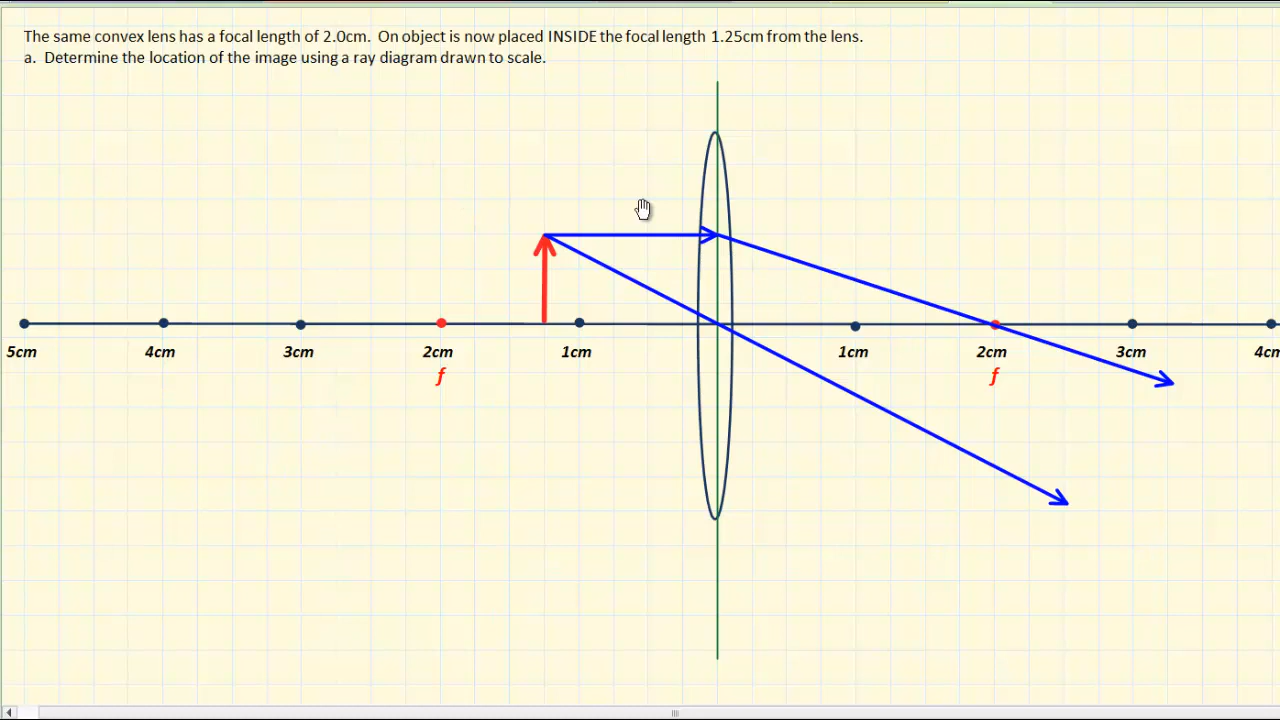 The same convex lens has a focal length of 2.0cm.  On object is now placed INSIDE the focal length 1.25cm from the lens.
a.  Determine the location of the image using a ray diagram drawn to scale.
5cm 4cm 3cm 2cm 1cm 1cm 2cm 3cm 4cm
f f